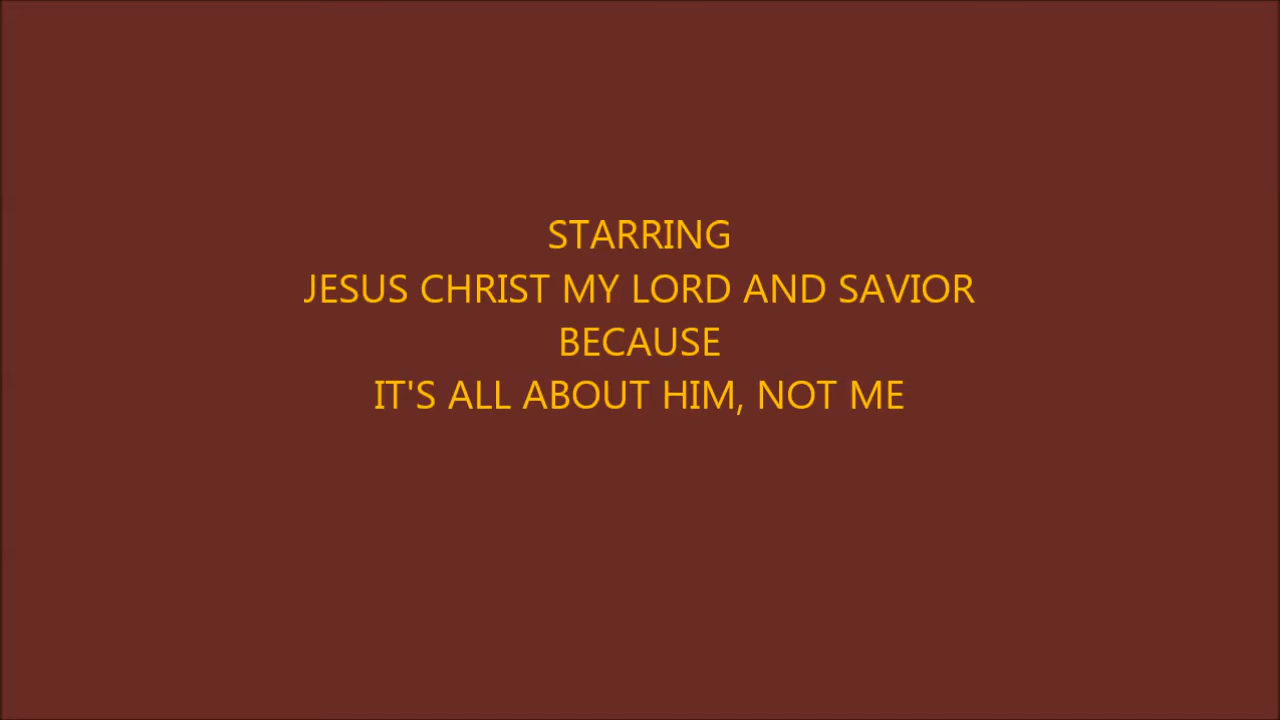 STARRING
JESUS CHRIST MY LORD AND SAVIOR
BECAUSE
IT'S ALL ABOUT HIM, NOT ME